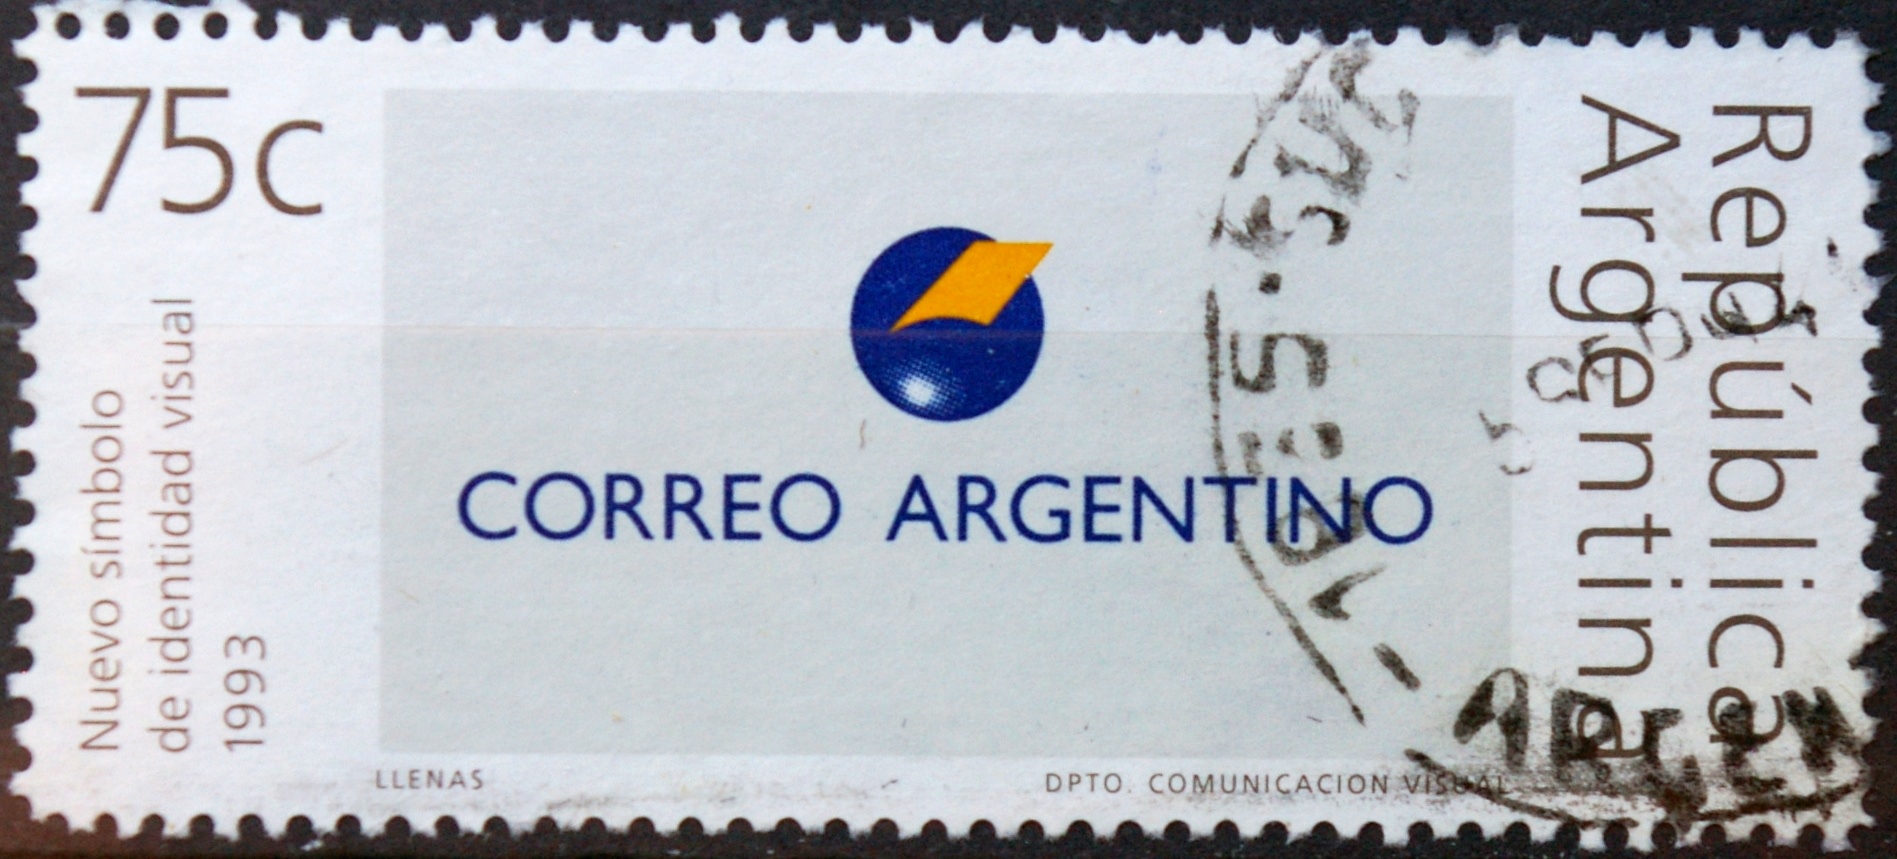 75c
Nuevo símbolo
de identidad visual
1993
CORREO ARGENTINO
República
Argentina
LLENAS
DPTO. COMUNICACION VISUAL